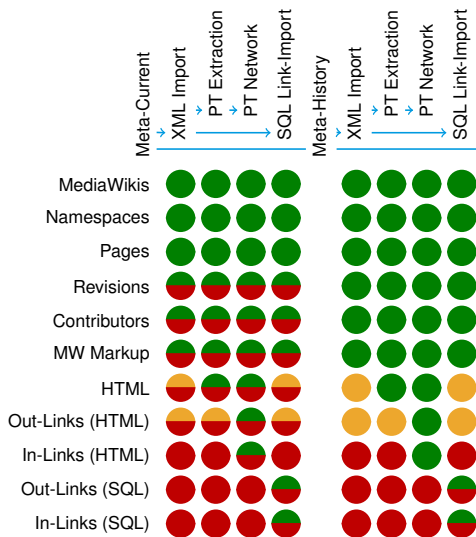 Meta-Current
XML Import
PT Extraction
PT Network
SQL Link-Import
Meta-History
XML Import
PT Extraction
PT Network
SQL Link-Import
MediaWikis
Namespaces
Pages
Revisions
Contributors
MW Markup
HTML
Out-Links (HTML)
In-Links (HTML)
Out-Links (SQL)
In-Links (SQL)